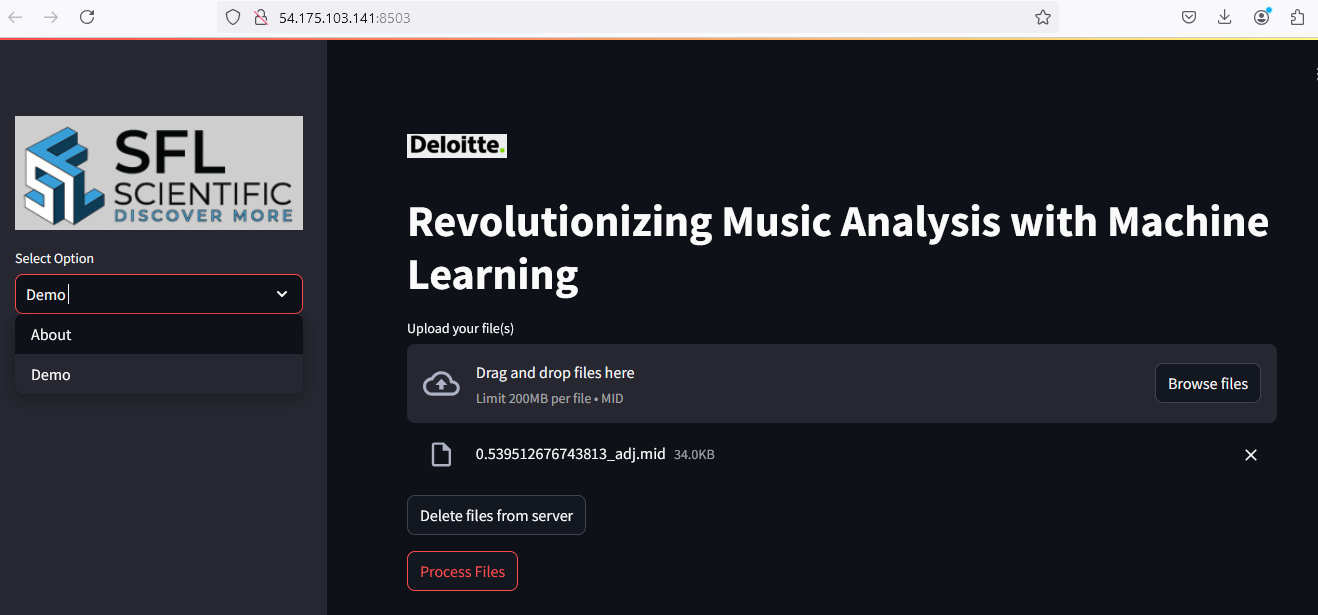 54.175.103.141:8503
SFL
SCIENTIFIC
DISCOVER MORE
Select Option
Demo
About
Demo
Deloitte.
Revolutionizing Music Analysis with Machine
Learning
Upload your file(s)
Drag and drop files here
Limit 200MB per file • MID
Browse files
0.539512676743813_adj.mid 34.0KB
Delete files from server
Process Files